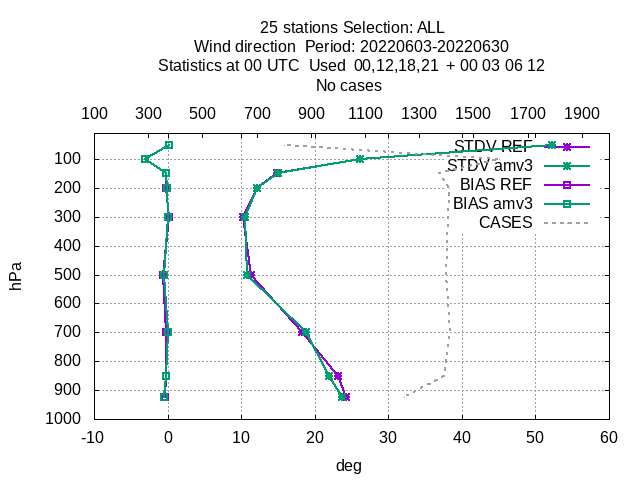 25 stations Selection: ALL
Wind direction  Period: 20220603-20220630
Statistics at 00 UTC  Used  00,12,18,21  + 00 03 06 12
No cases
100 300 500 700 900 1100 1300 1500 1700 1900
STDV REF
STDV amv3
BIAS REF
BIAS amv3
CASES
100
200
300
400
500
600
700
800
900
1000
hPa
-10 0 10 20 30 40 50 60
deg